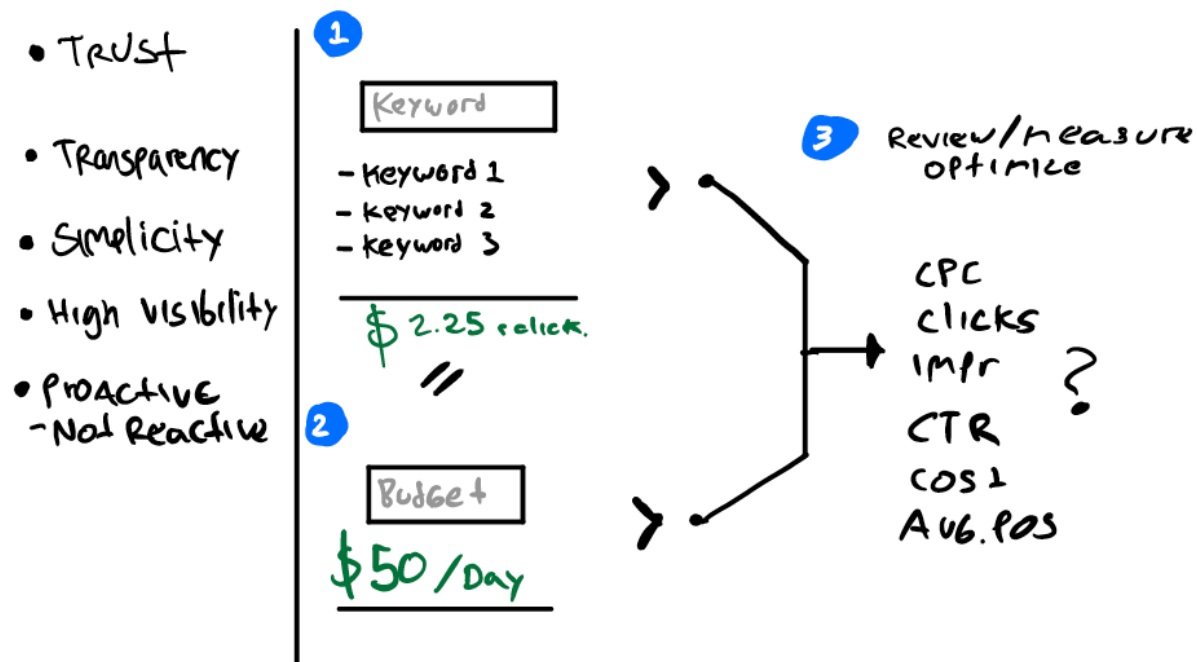 • TRUST
• TRansparency
• SIMplicity
• High VISIbility
• PROACTIVE
- Not Reactive
1
Keyword
- Keyword 1
- Keyword 2
- Keyword 3
$ 2.25 click.
2
Budget
$50/Day
3 Review/measure
optimize
CPC
clicks
Impr
?
CTR
Cost
AVG. POS